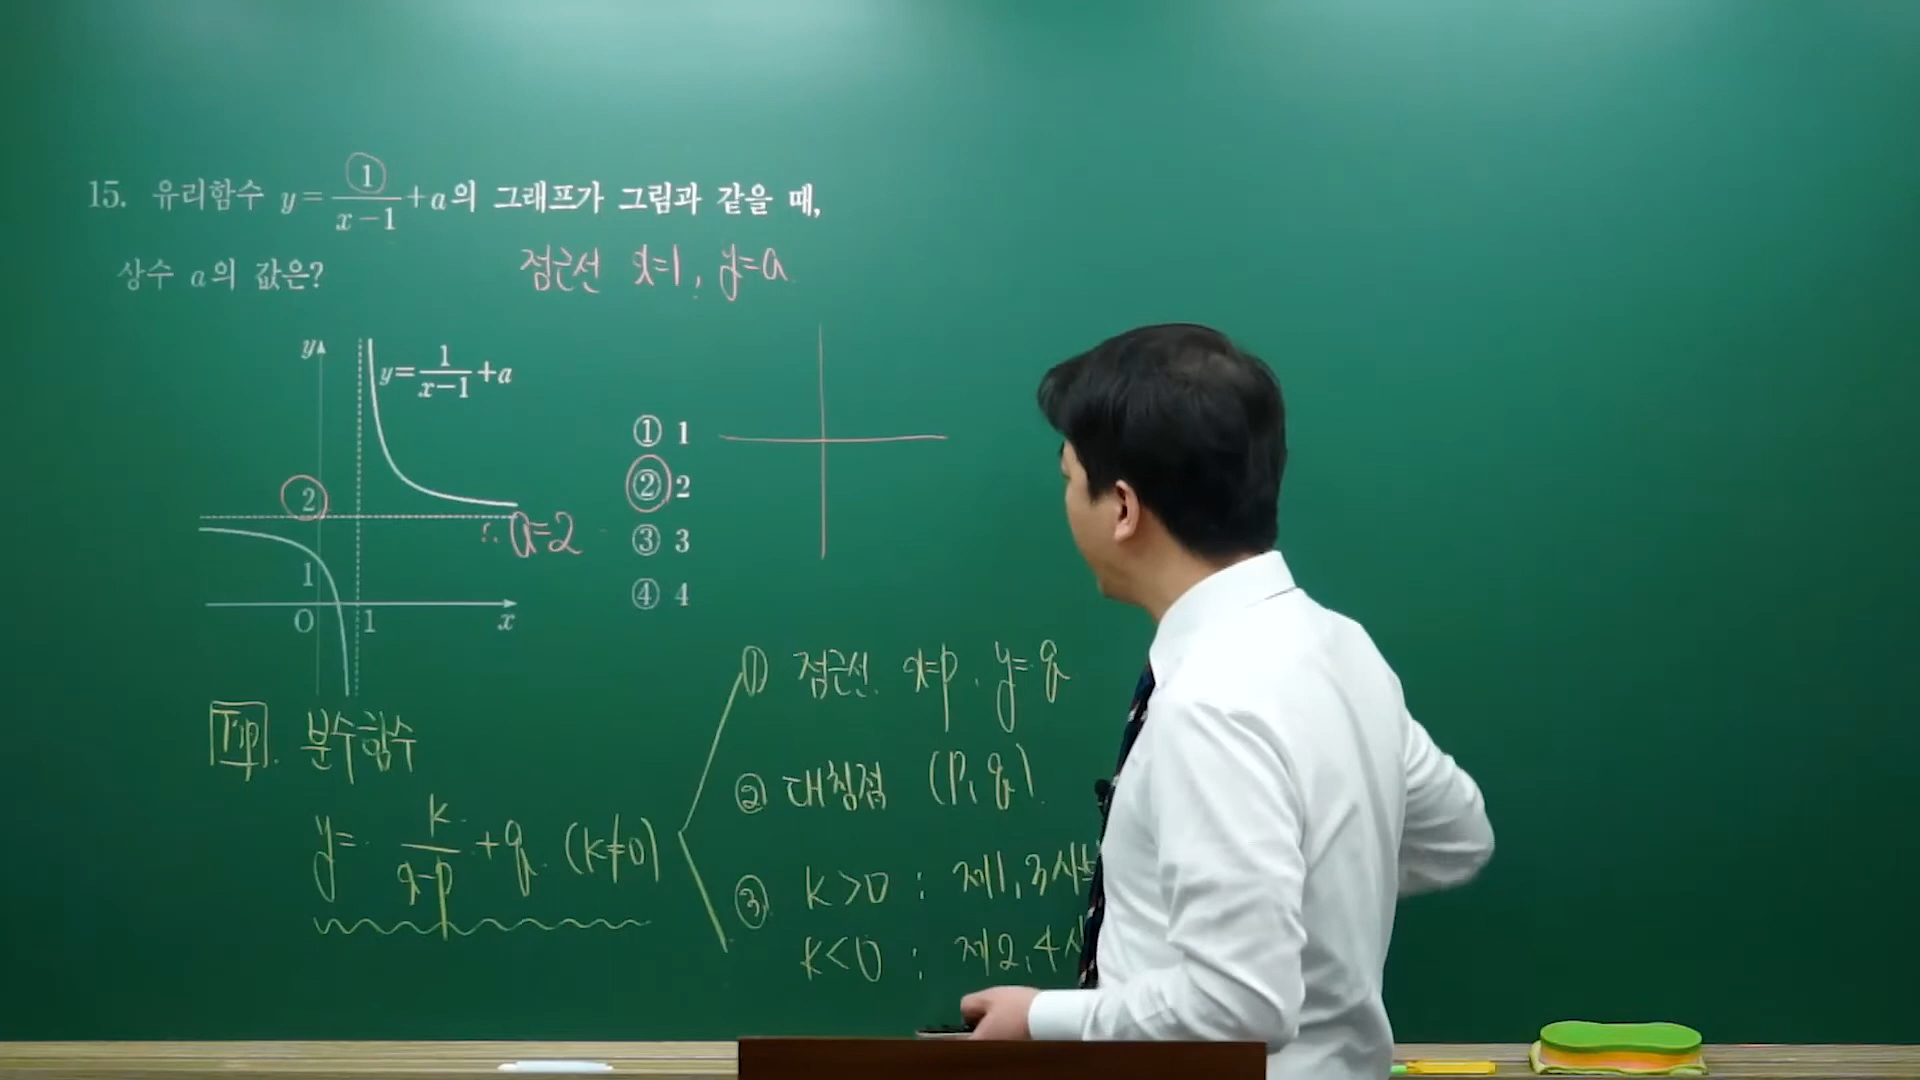 15. 유리함수 y = 1/(x-1) + a의 그래프가 그림과 같을 때,
상수 a의 값은?
점근선 x=1, y=a
y
y = 1/(x-1) + a
2
1
O
1
x
∴ a=2
① 1
② 2
③ 3
④ 4
Tip. 분수함수
y = k/(x-p) + q (k≠0)
① 점근선 x=p, y=q
② 대칭점 (p, q)
③ k>0 : 제1, 3사
k<0 : 제2, 4사